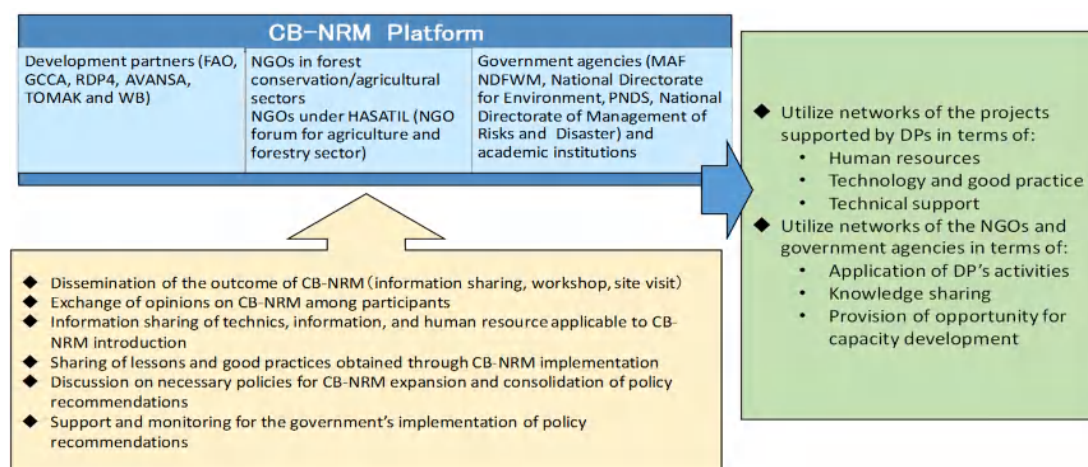 CB-NRM Platform
Development partners (FAO,
GCCA, RDP4, AVANSA,
TOMAK and WB)
NGOs in forest
conservation/agricultural
sectors
NGOs under HASATIL (NGO
forum for agriculture and
forestry sector)
Government agencies (MAF
NDFWM, National Directorate
for Environment, PNDS, National
Directorate of Management of
Risks and Disaster) and
academic institutions
◆ Utilize networks of the projects
supported by DPs in terms of:
• Human resources
• Technology and good practice
• Technical support
◆ Utilize networks of the NGOs and
government agencies in terms of:
• Application of DP's activities
• Knowledge sharing
• Provision of opportunity for
capacity development
◆ Dissemination of the outcome of CB-NRM (information sharing, workshop, site visit)
◆ Exchange of opinions on CB-NRM among participants
◆ Information sharing of technics, information, and human resource applicable to CB-
NRM introduction
◆ Sharing of lessons and good practices obtained through CB-NRM implementation
◆ Discussion on necessary policies for CB-NRM expansion and consolidation of policy
recommendations
◆ Support and monitoring for the government's implementation of policy
recommendations